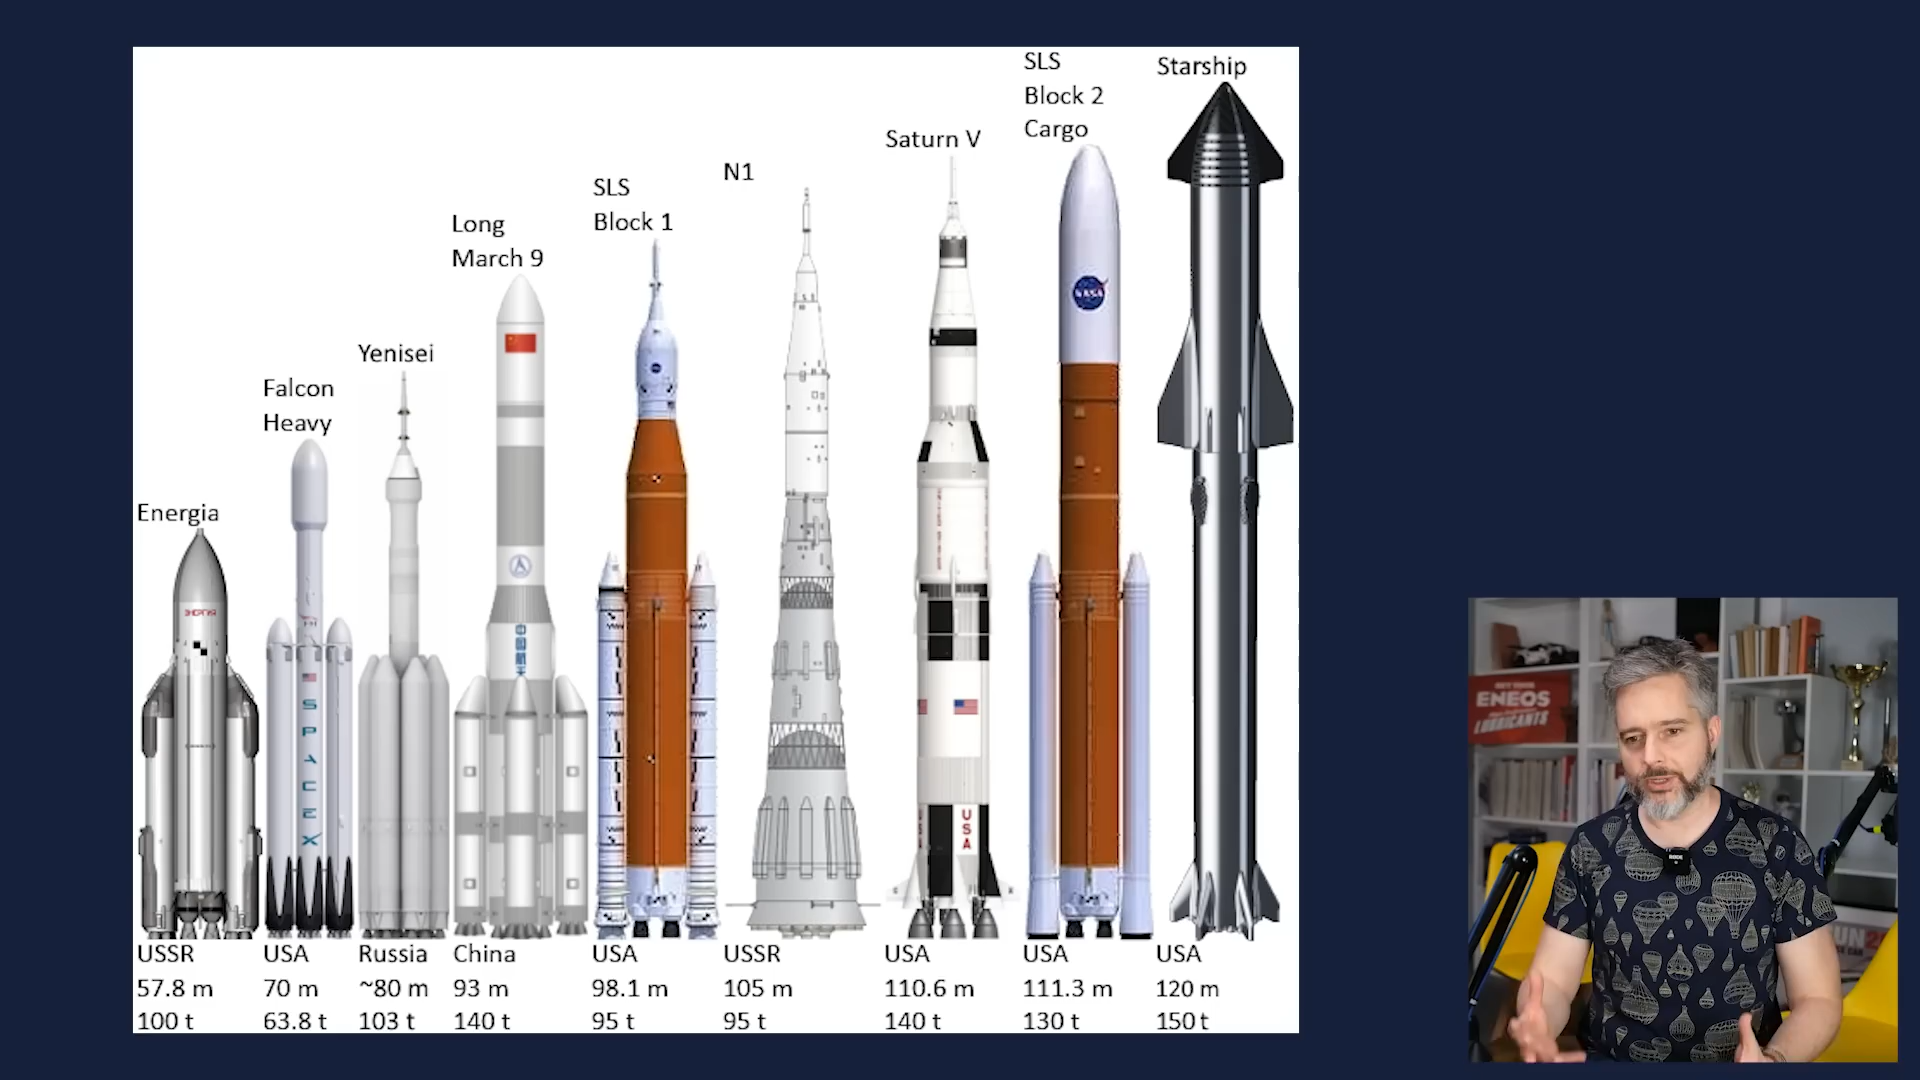 SLS
Block 2
Cargo
Starship
Saturn V
N1
SLS
Block 1
Long
March 9
Yenisei
Falcon
Heavy
Energia
ЭНЕРГИЯ
NASA
SPACEX
USA
USSR
57.8 m
100 t
USA
70 m
63.8 t
Russia
~80 m
103 t
China
93 m
140 t
USA
98.1 m
95 t
USSR
105 m
95 t
USA
110.6 m
140 t
USA
111.3 m
130 t
USA
120 m
150 t
ENEOS
LUBRICANTS
RODE